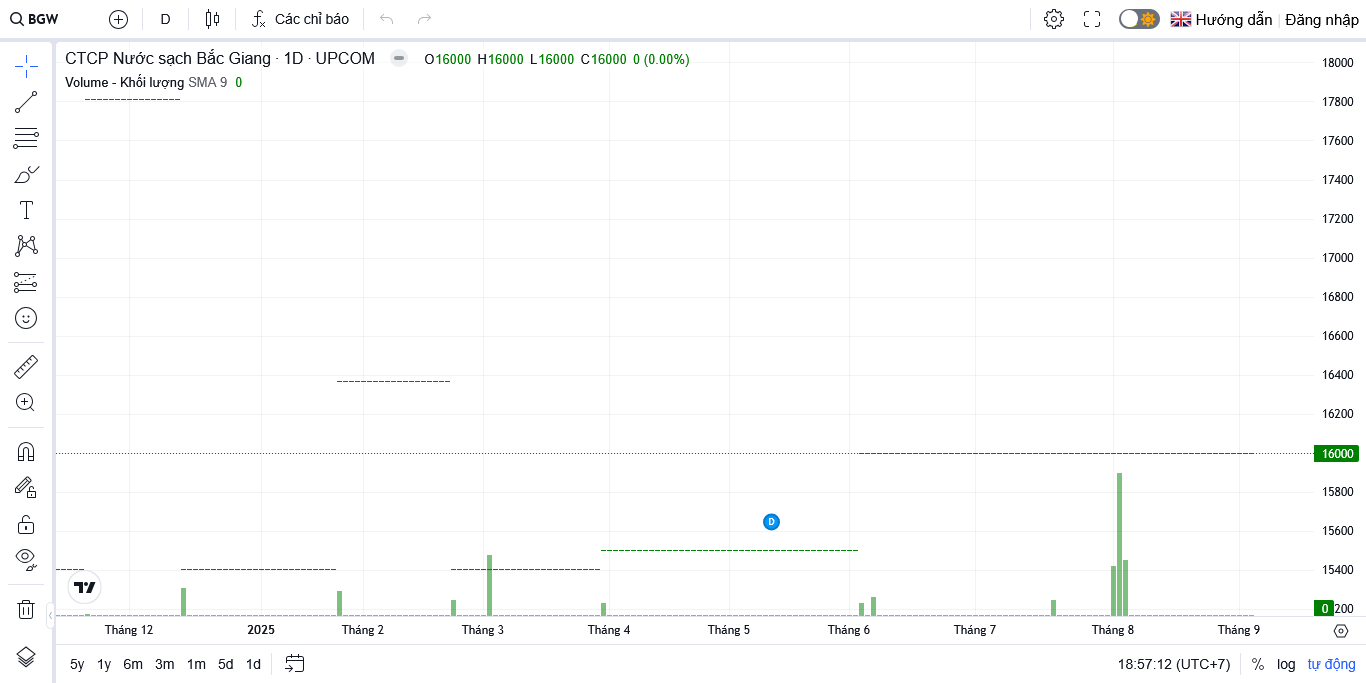 BGW D Các chỉ báo Hướng dẫn Đăng nhập
CTCP Nước sạch Bắc Giang · 1D · UPCOM O16000 H16000 L16000 C16000 0 (0.00%)
Volume - Khối lượng SMA 9 0
18000
17800
17600
17400
17200
17000
16800
16600
16400
16200
16000
15800
D
15600
15400
0 200
Tháng 12 2025 Tháng 2 Tháng 3 Tháng 4 Tháng 5 Tháng 6 Tháng 7 Tháng 8 Tháng 9
5y 1y 6m 3m 1m 5d 1d 18:57:12 (UTC+7) % log tự động